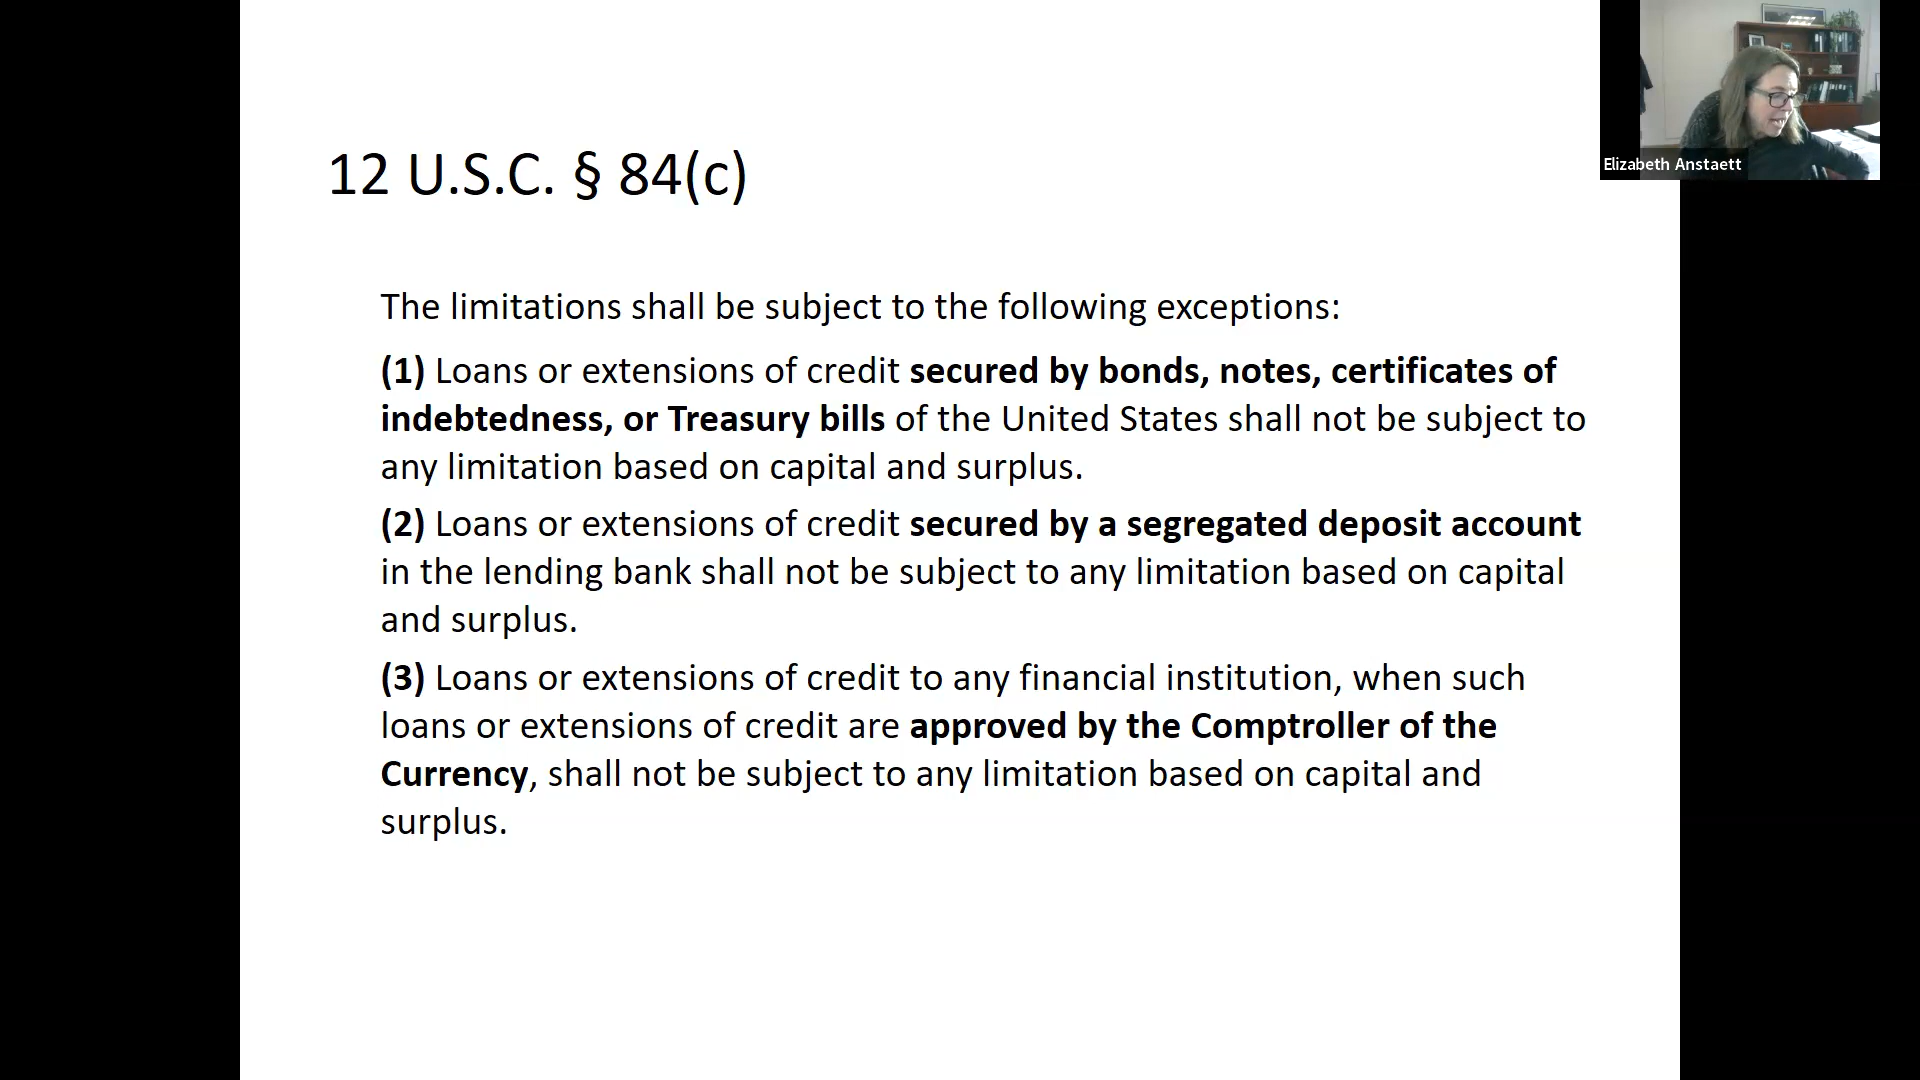 Elizabeth Anstaett
12 U.S.C. § 84(c)
The limitations shall be subject to the following exceptions:
(1) Loans or extensions of credit secured by bonds, notes, certificates of
indebtedness, or Treasury bills of the United States shall not be subject to
any limitation based on capital and surplus.
(2) Loans or extensions of credit secured by a segregated deposit account
in the lending bank shall not be subject to any limitation based on capital
and surplus.
(3) Loans or extensions of credit to any financial institution, when such
loans or extensions of credit are approved by the Comptroller of the
Currency, shall not be subject to any limitation based on capital and
surplus.